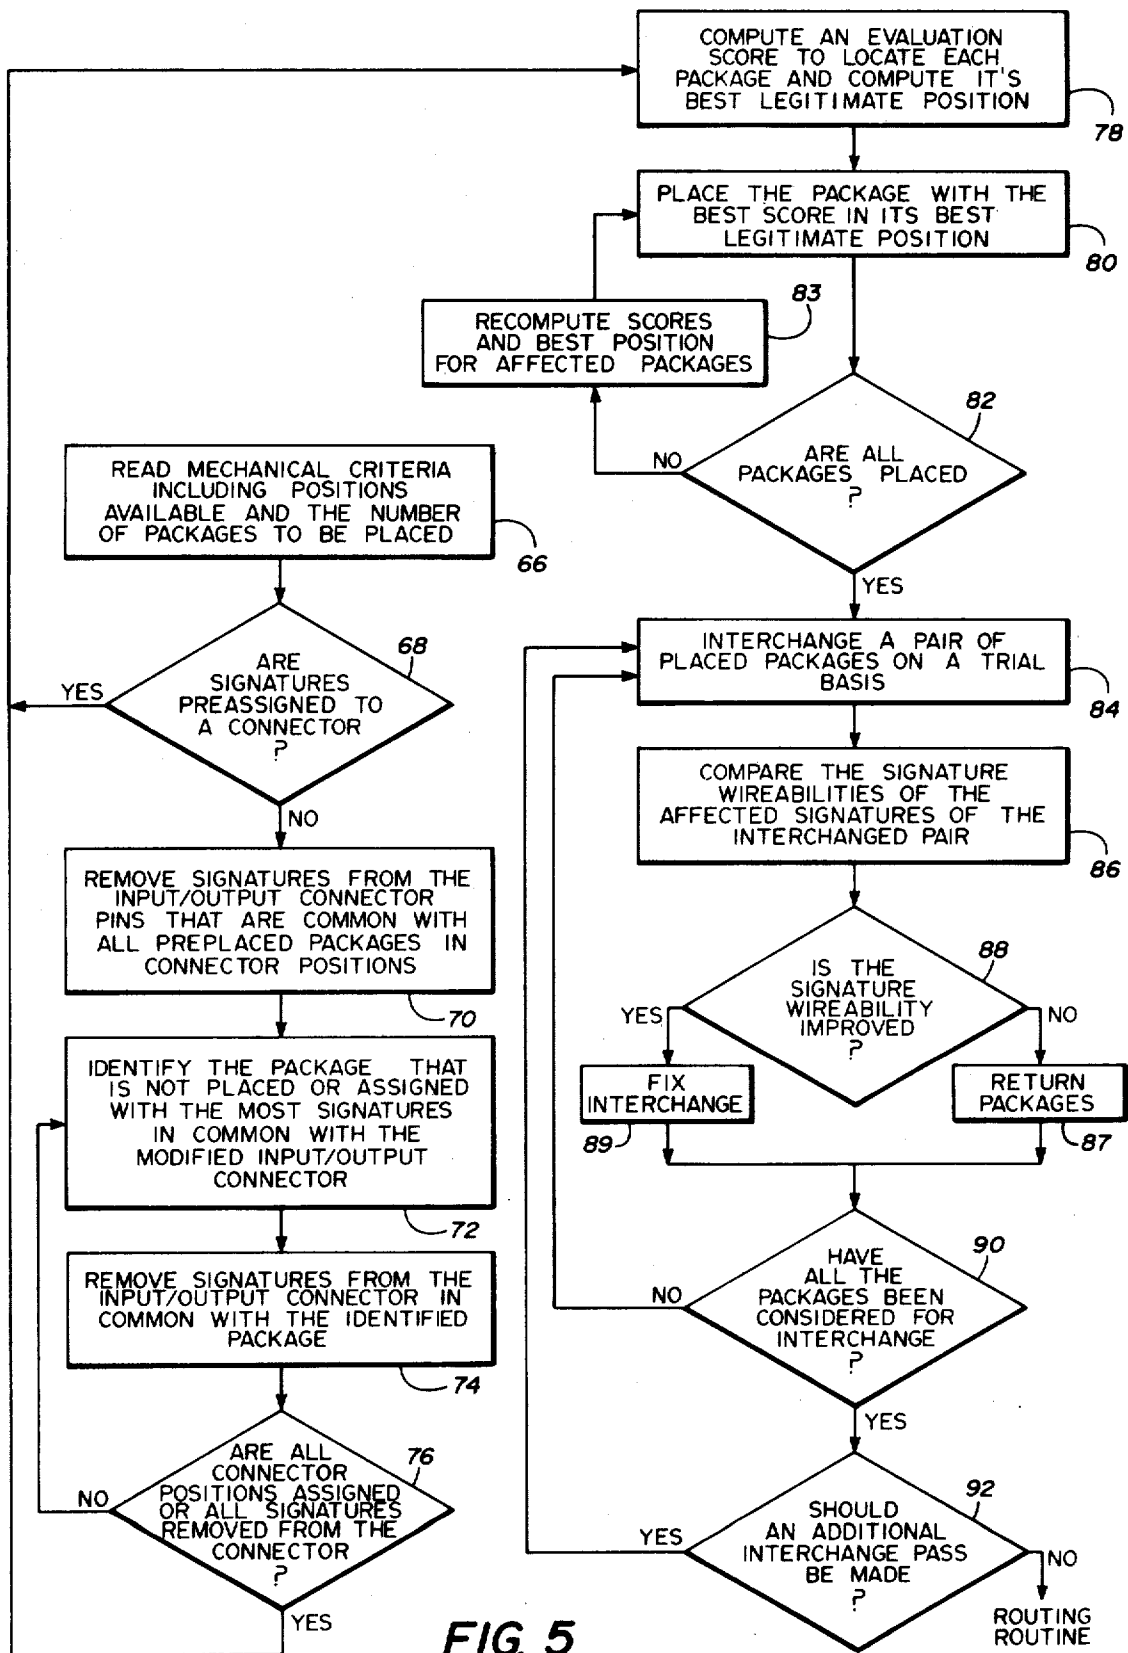 COMPUTE AN EVALUATION
SCORE TO LOCATE EACH
PACKAGE AND COMPUTE IT'S
BEST LEGITIMATE POSITION
78
PLACE THE PACKAGE WITH THE
BEST SCORE IN ITS BEST
LEGITIMATE POSITION
80
83
RECOMPUTE SCORES
AND BEST POSITION
FOR AFFECTED PACKAGES
82
NO
ARE ALL
PACKAGES PLACED
?
YES
READ MECHANICAL CRITERIA
INCLUDING POSITIONS
AVAILABLE AND THE NUMBER
OF PACKAGES TO BE PLACED
66
68
YES
ARE
SIGNATURES
PREASSIGNED TO
A CONNECTOR
?
NO
REMOVE SIGNATURES FROM THE
INPUT/OUTPUT CONNECTOR
PINS THAT ARE COMMON WITH
ALL PREPLACED PACKAGES IN
CONNECTOR POSITIONS
70
IDENTIFY THE PACKAGE THAT
IS NOT PLACED OR ASSIGNED
WITH THE MOST SIGNATURES
IN COMMON WITH THE
MODIFIED INPUT/OUTPUT
CONNECTOR
72
REMOVE SIGNATURES FROM THE
INPUT/OUTPUT CONNECTOR IN
COMMON WITH THE IDENTIFIED
PACKAGE
74
76
NO
ARE ALL
CONNECTOR
POSITIONS ASSIGNED
OR ALL SIGNATURES
REMOVED FROM THE
CONNECTOR
?
YES
INTERCHANGE A PAIR OF
PLACED PACKAGES ON A TRIAL
BASIS
84
COMPARE THE SIGNATURE
WIREABILITIES OF THE
AFFECTED SIGNATURES OF THE
INTERCHANGED PAIR
86
88
YES
IS THE
SIGNATURE
WIREABILITY
IMPROVED
?
NO
FIX
INTERCHANGE
89
RETURN
PACKAGES
87
90
NO
HAVE
ALL THE
PACKAGES BEEN
CONSIDERED FOR
INTERCHANGE
?
YES
92
YES
SHOULD
AN ADDITIONAL
INTERCHANGE PASS
BE MADE
?
NO
ROUTING
ROUTINE
FIG. 5